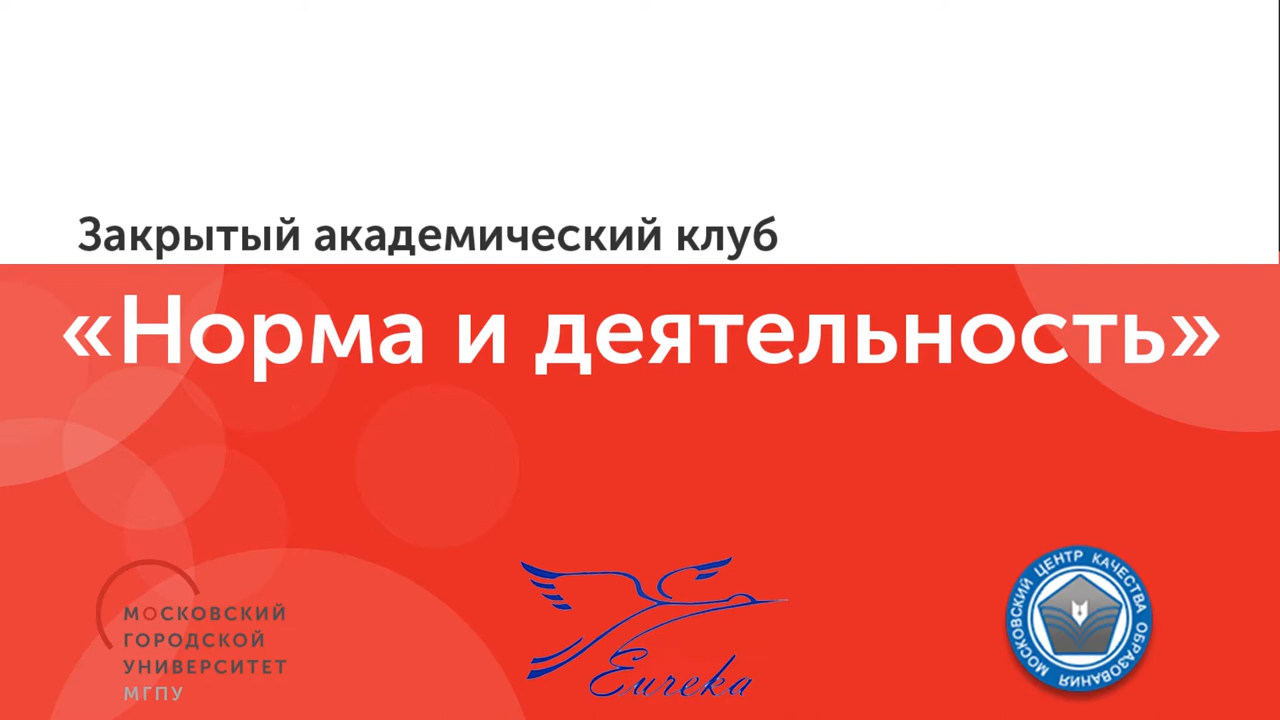 Закрытый академический клуб
«Норма и деятельность»
МОСКОВСКИЙ
ГОРОДСКОЙ
УНИВЕРСИТЕТ
МГПУ
Eureka
МОСКОВСКИЙ ЦЕНТР КАЧЕСТВА ОБРАЗОВАНИЯ